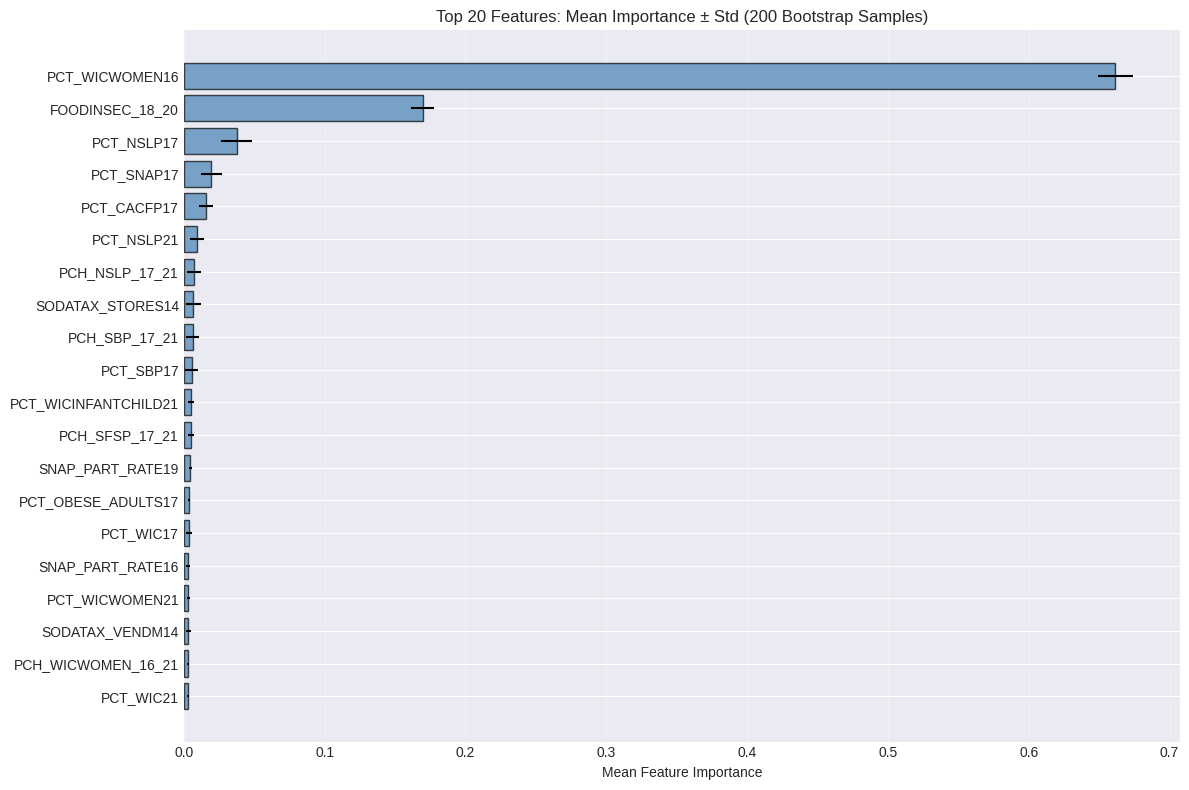 Top 20 Features: Mean Importance ± Std (200 Bootstrap Samples)
PCT_WICWOMEN16
FOODINSEC_18_20
PCT_NSLP17
PCT_SNAP17
PCT_CACFP17
PCT_NSLP21
PCH_NSLP_17_21
SODATAX_STORES14
PCH_SBP_17_21
PCT_SBP17
PCT_WICINFANTCHILD21
PCH_SFSP_17_21
SNAP_PART_RATE19
PCT_OBESE_ADULTS17
PCT_WIC17
SNAP_PART_RATE16
PCT_WICWOMEN21
SODATAX_VENDM14
PCH_WICWOMEN_16_21
PCT_WIC21
0.0 0.1 0.2 0.3 0.4 0.5 0.6 0.7
Mean Feature Importance